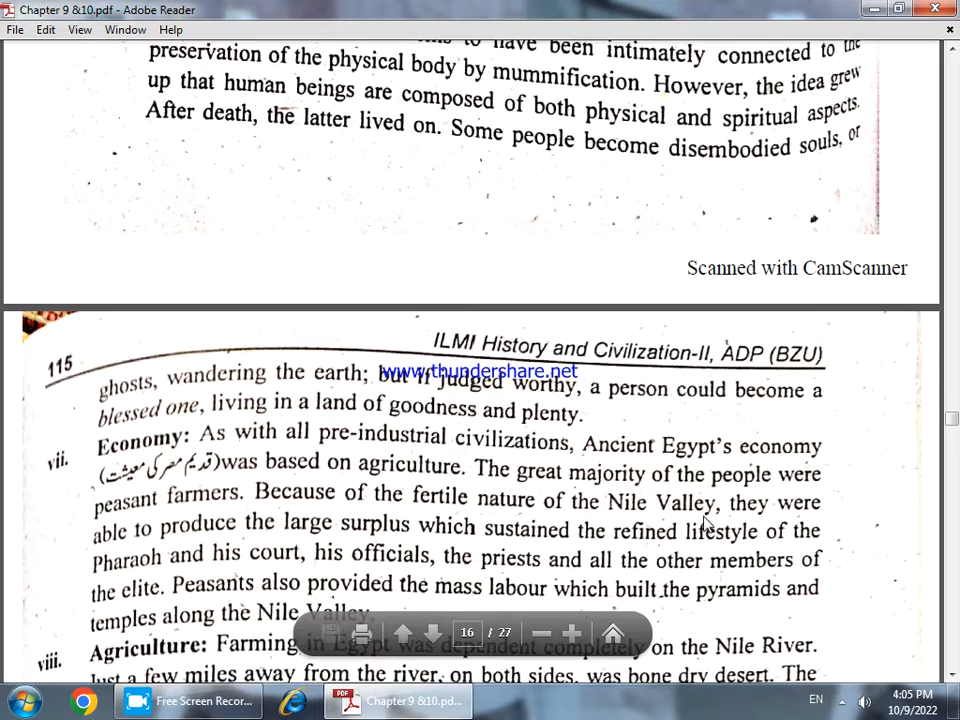 Chapter 9 &10.pdf - Adobe Reader
File Edit View Window Help
to have been intimately connected to the
preservation of the physical body by mummification. However, the idea grew
up that human beings are composed of both physical and spiritual aspects.
After death, the latter lived on. Some people become disembodied souls, or
Scanned with CamScanner
115
ILMI History and Civilization-II, ADP (BZU)
www.thundershare.net
ghosts, wandering the earth; but if judged worthy, a person could become a
blessed one, living in a land of goodness and plenty.
vii. Economy: As with all pre-industrial civilizations, Ancient Egypt's economy
(قدیم مصر کی معیشت) was based on agriculture. The great majority of the people were
peasant farmers. Because of the fertile nature of the Nile Valley, they were
able to produce the large surplus which sustained the refined lifestyle of the
Pharaoh and his court, his officials, the priests and all the other members of
the elite. Peasants also provided the mass labour which built the pyramids and
temples along the Nile Valley.
viii. Agriculture: Farming in Egypt was dependent completely on the Nile River.
Just a few miles away from the river, on both sides, was bone dry desert. The
16 / 27
Free Screen Recor...
Chapter 9 &10.pd...
EN
4:05 PM
10/9/2022